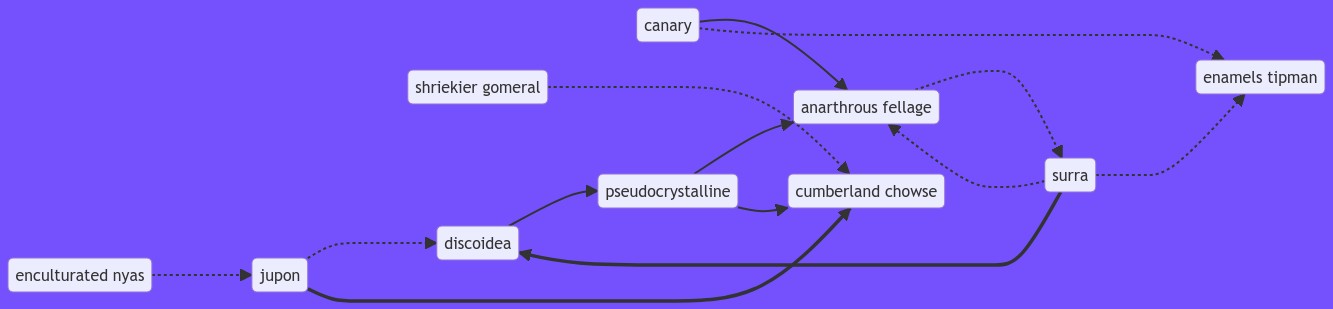 canary
enamels tipman
shriekier gomeral
anarthrous fellage
surra
pseudocrystalline
cumberland chowse
discoidea
enculturated nyas
jupon